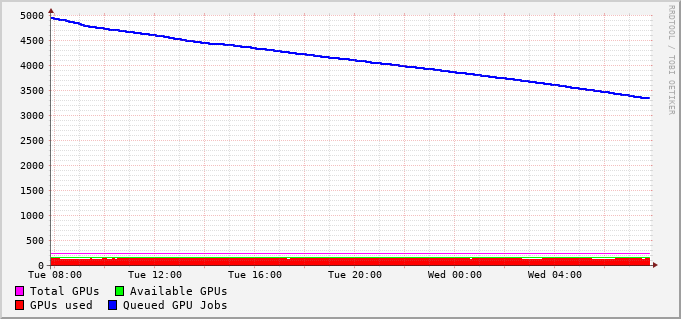 5000
4500
4000
3500
3000
2500
2000
1500
1000
500
0
Tue 08:00 Tue 12:00 Tue 16:00 Tue 20:00 Wed 00:00 Wed 04:00
Total GPUs Available GPUs
GPUs used Queued GPU Jobs
RRDTOOL / TOBI OETIKER